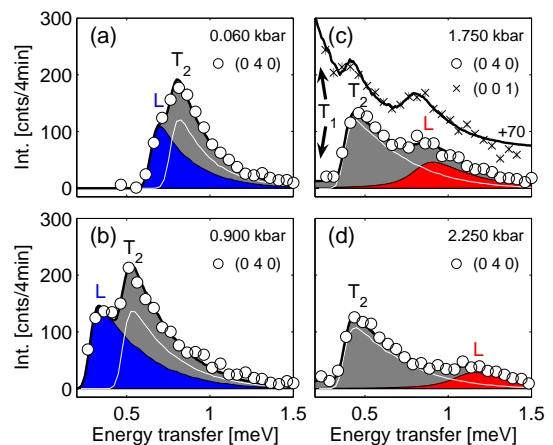 (a)
0.060 kbar
T2
(0 4 0)
L
300
200
100
0
Int. [cnts/4min]
(c)
1.750 kbar
(0 4 0)
(0 0 1)
T1
T2
L
+70
(b)
0.900 kbar
T2
(0 4 0)
L
300
200
100
0
Int. [cnts/4min]
0.5 1 1.5
Energy transfer [meV]
(d)
2.250 kbar
(0 4 0)
T2
L
0.5 1 1.5
Energy transfer [meV]